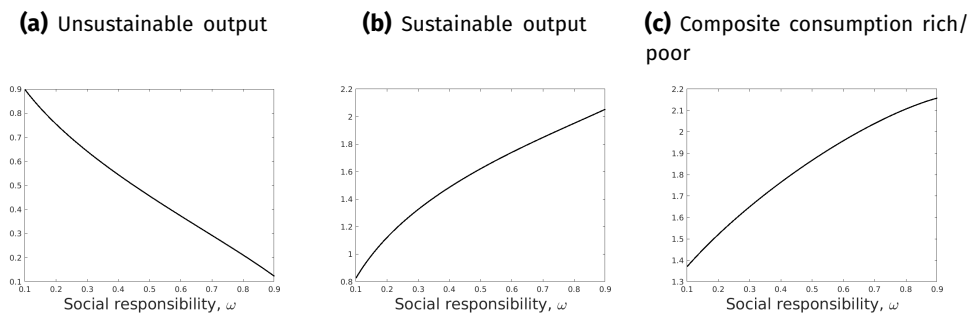 (a) Unsustainable output
(b) Sustainable output
(c) Composite consumption rich/
poor
0.9
0.8
0.7
0.6
0.5
0.4
0.3
0.2
0.1
0.1 0.2 0.3 0.4 0.5 0.6 0.7 0.8 0.9
Social responsibility, ω
2.2
2
1.8
1.6
1.4
1.2
1
0.8
0.1 0.2 0.3 0.4 0.5 0.6 0.7 0.8 0.9
Social responsibility, ω
2.2
2.1
2
1.9
1.8
1.7
1.6
1.5
1.4
1.3
0.1 0.2 0.3 0.4 0.5 0.6 0.7 0.8 0.9
Social responsibility, ω